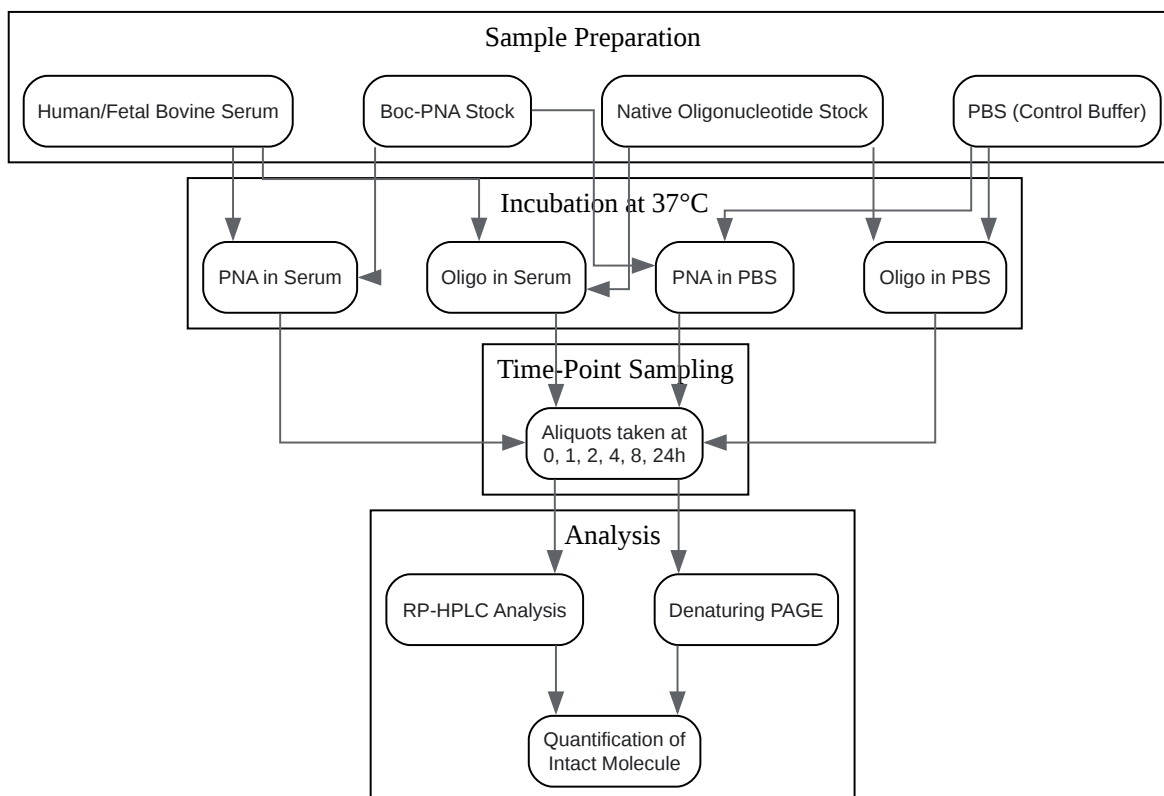 Sample Preparation
Human/Fetal Bovine Serum
Boc-PNA Stock
Native Oligonucleotide Stock
PBS (Control Buffer)
Incubation at 37°C
PNA in Serum
Oligo in Serum
PNA in PBS
Oligo in PBS
Time-Point Sampling
Aliquots taken at
0, 1, 2, 4, 8, 24h
Analysis
RP-HPLC Analysis
Denaturing PAGE
Quantification of
Intact Molecule